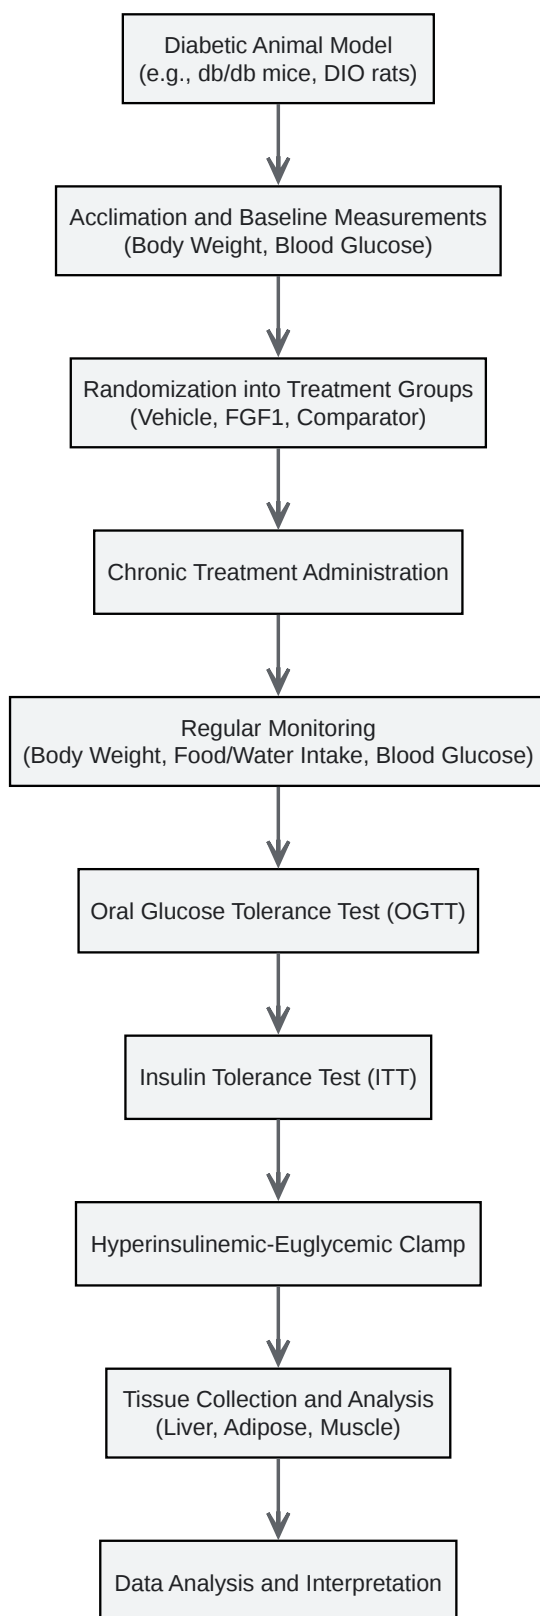 Diabetic Animal Model
(e.g., db/db mice, DIO rats)
Acclimation and Baseline Measurements
(Body Weight, Blood Glucose)
Randomization into Treatment Groups
(Vehicle, FGF1, Comparator)
Chronic Treatment Administration
Regular Monitoring
(Body Weight, Food/Water Intake, Blood Glucose)
Oral Glucose Tolerance Test (OGTT)
Insulin Tolerance Test (ITT)
Hyperinsulinemic-Euglycemic Clamp
Tissue Collection and Analysis
(Liver, Adipose, Muscle)
Data Analysis and Interpretation